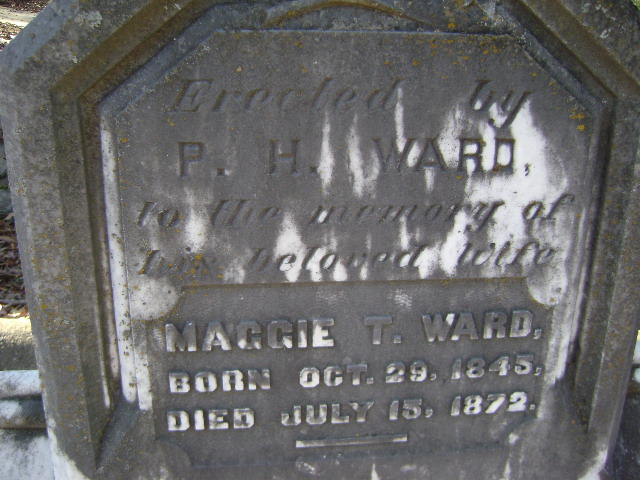 Erected by
P. H. WARD,
to the memory of
his beloved wife
MAGGIE T. WARD,
BORN OCT. 29, 1845,
DIED JULY 15, 1872.